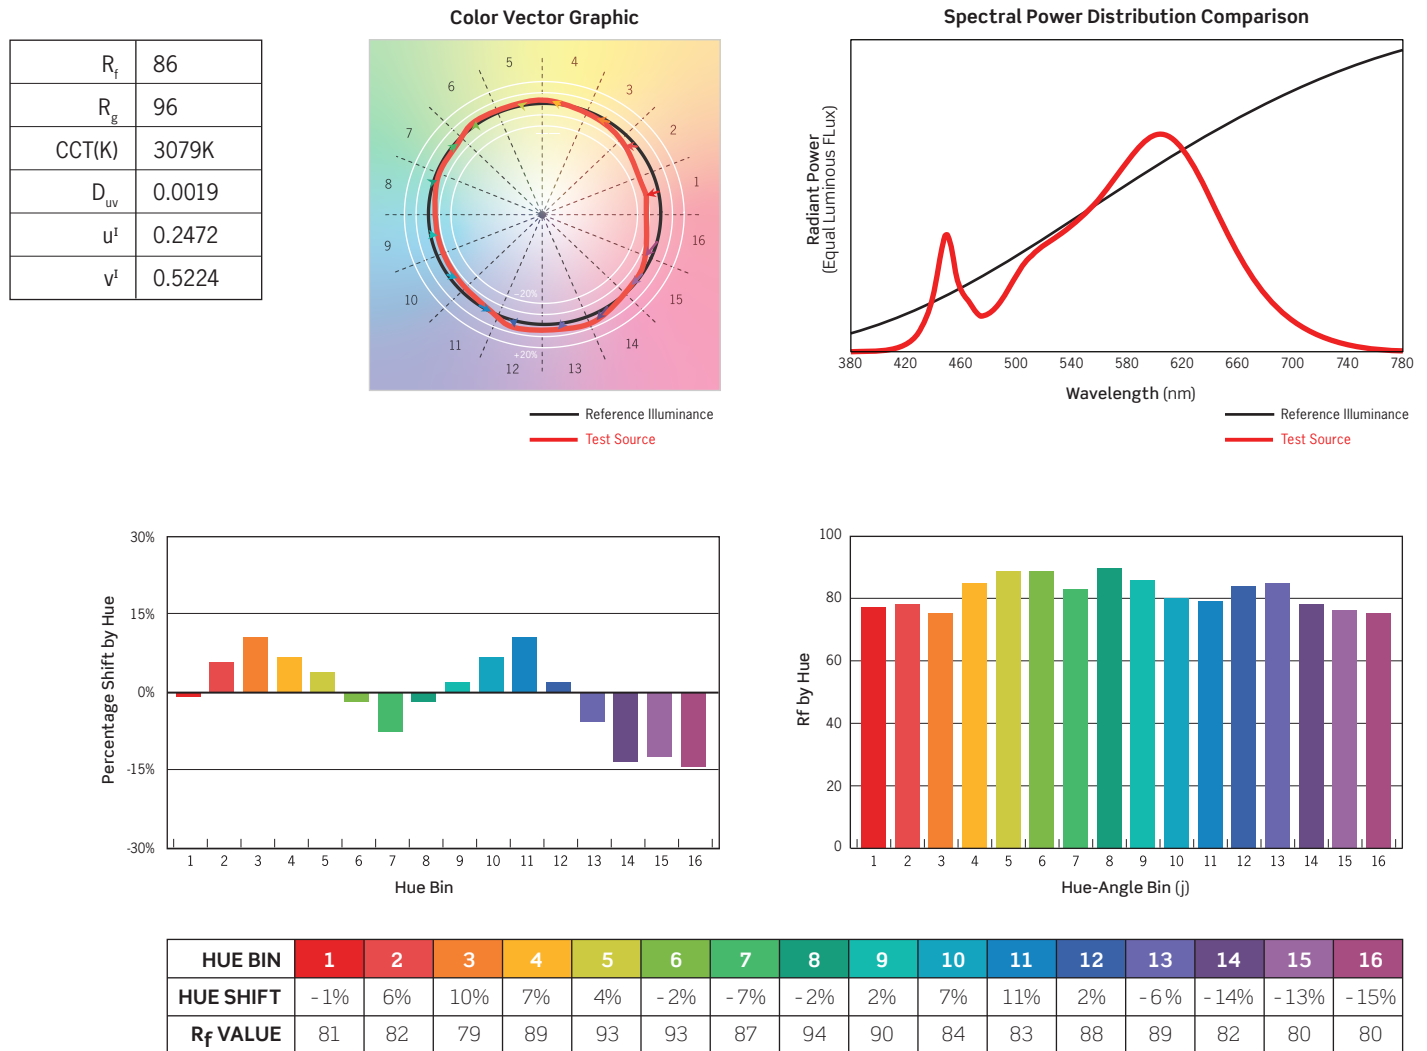 Color Vector Graphic
Spectral Power Distribution Comparison
Rf 86
Rg 96
CCT(K) 3079K
Duv 0.0019
uᴵ 0.2472
vᴵ 0.5224
5 4
6 3
7 2
8 1
9 16
10 15
11 14
12 13
-20%
+20%
Reference Illuminance
Test Source
Radiant Power
(Equal Luminous FLux)
380 420 460 500 540 580 620 660 700 740 780
Wavelength (nm)
Reference Illuminance
Test Source
Percentage Shift by Hue
30%
15%
0%
-15%
-30%
1 2 3 4 5 6 7 8 9 10 11 12 13 14 15 16
Hue Bin
Rf by Hue
100
80
60
40
20
0
1 2 3 4 5 6 7 8 9 10 11 12 13 14 15 16
Hue-Angle Bin (j)
HUE BIN 1 2 3 4 5 6 7 8 9 10 11 12 13 14 15 16
HUE SHIFT -1% 6% 10% 7% 4% -2% -7% -2% 2% 7% 11% 2% -6% -14% -13% -15%
Rf VALUE 81 82 79 89 93 93 87 94 90 84 83 88 89 82 80 80